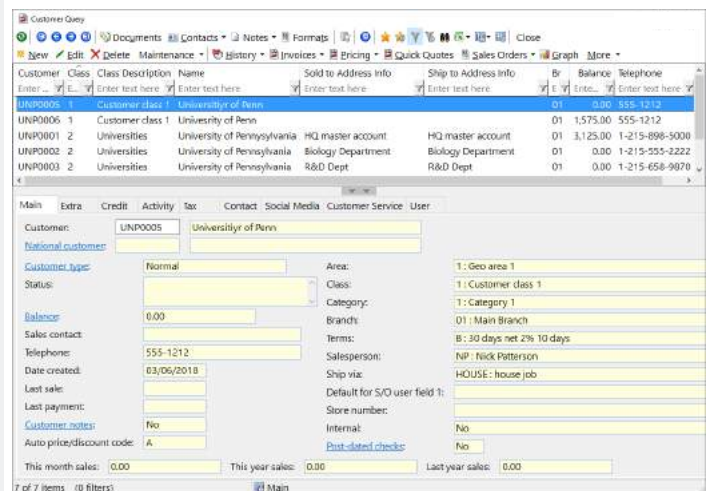 Customer Query
Documents Contacts Notes Formats Close
New Edit Delete Maintenance History Invoices Pricing Quick Quotes Sales Orders Graph More
Customer Class Class Description Name Sold to Address Info Ship to Address Info Br Balance Telephone
Enter ... E... Enter text here Enter text here Enter text here Enter text here E Ente... Enter text here
UNP0005 1 Customer class 1 Universitiyr of Penn 01 0.00 555-1212
UNP0006 1 Customer class 1 Univesrity of Penn 01 1,575.00 555-1212
UNP0001 2 Universities University of Pennysylvania HQ master account HQ master account 01 3,125.00 1-215-898-5000
UNP0002 2 Universities University of Pennsylvania Biology Department Biology Department 01 0.00 1-215-555-2222
UNP0003 2 Universities University of Pennsylvania R&D Dept R&D Dept 01 0.00 1-215-658-9870
Main Extra Credit Activity Tax Contact Social Media Customer Service User
Customer: UNP0005 Universitiyr of Penn
National customer:
Customer type: Normal Area: 1 : Geo area 1
Status: Class: 1 : Customer class 1
Category: 1 : Category 1
Balance: 0.00 Branch: 01 : Main Branch
Sales contact: Terms: B : 30 days net 2% 10 days
Telephone: 555-1212 Salesperson: NP : Nick Patterson
Date created: 03/06/2018 Ship via: HOUSE : house job
Last sale: Default for S/O user field 1:
Last payment: Store number:
Customer notes: No Internal: No
Auto price/discount code: A Post-dated checks: No
This month sales: 0.00 This year sales: 0.00 Last year sales: 0.00
7 of 7 items (0 filters) Main